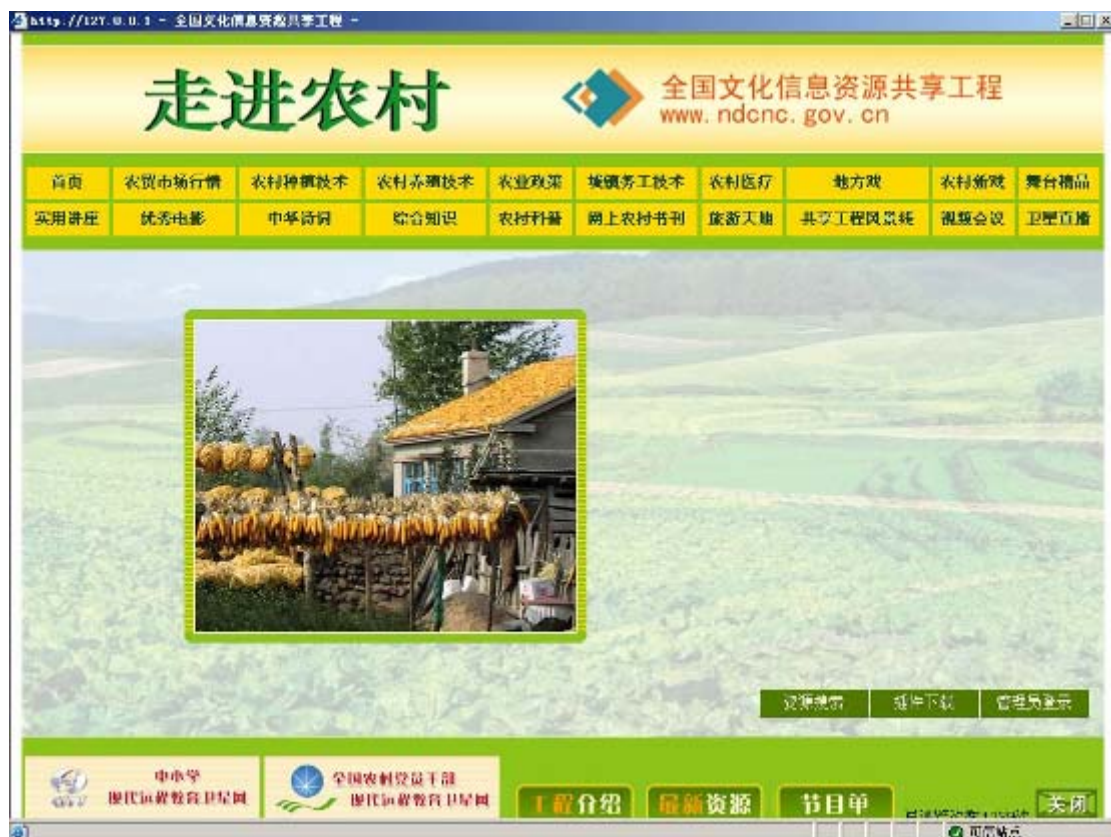 http://127.0.0.1 - 全国文化信息资源共享工程 -
走进农村
全国文化信息资源共享工程
www.ndcnc.gov.cn
首页 农贸市场行情 农村种植技术 农村养殖技术 农业政策 城镇务工技术 农村医疗 地方戏 农村新戏 舞台精品
实用讲座 优秀电影 中华诗词 综合知识 农村科普 网上农村书刊 旅游天地 共享工程风景线 视频会议 卫星直播
资源搜索 插件下载 管理员登录
中小学
现代远程教育卫星网
全国农村党员干部
现代远程教育卫星网
工程介绍 最新资源 节目单 关闭